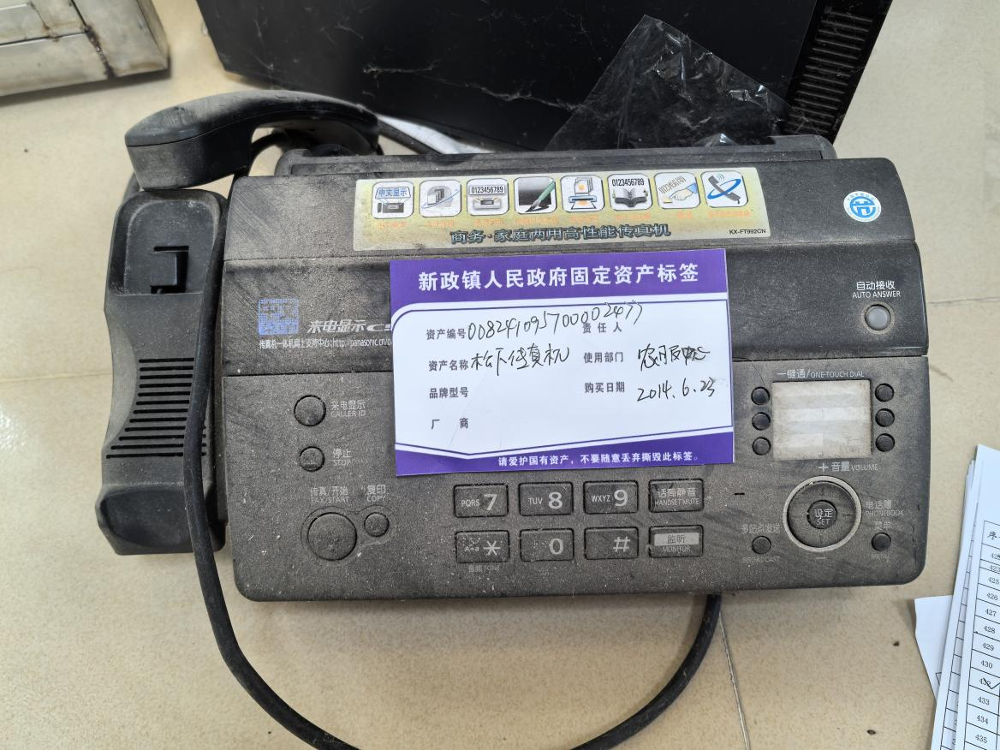 中文显示
0123456789
0123456789
0123456789
商务·家庭两用高性能传真机
KX-FT992CN
新政镇人民政府固定资产标签
资产编号 008241095700002477 责任人
资产名称 松下传真机 使用部门 农服中心
品牌型号 购买日期 2014.6.23
厂 商
请爱护国有资产，不要随意丢弃撕毁此标签。
自动接收
AUTO ANSWER
来电显示
传真机一体机网上支持中心:http://panasonic.cn/
一键通/ONE-TOUCH DIAL
来电显示
CALLER ID
停止
STOP
传真/开始
FAX/START
复印
COPY
PQRS 7
TUV 8
WXYZ 9
话筒静音
HANDSET MUTE
*
音频 TONE
0
#
监听
MONITOR
+ 音量 VOLUME
设定
SET
电话簿
PHONEBOOK
菜单
MENU
多站点发送
BROADCAST
序
425
426
427
428
429
430
433
434
435